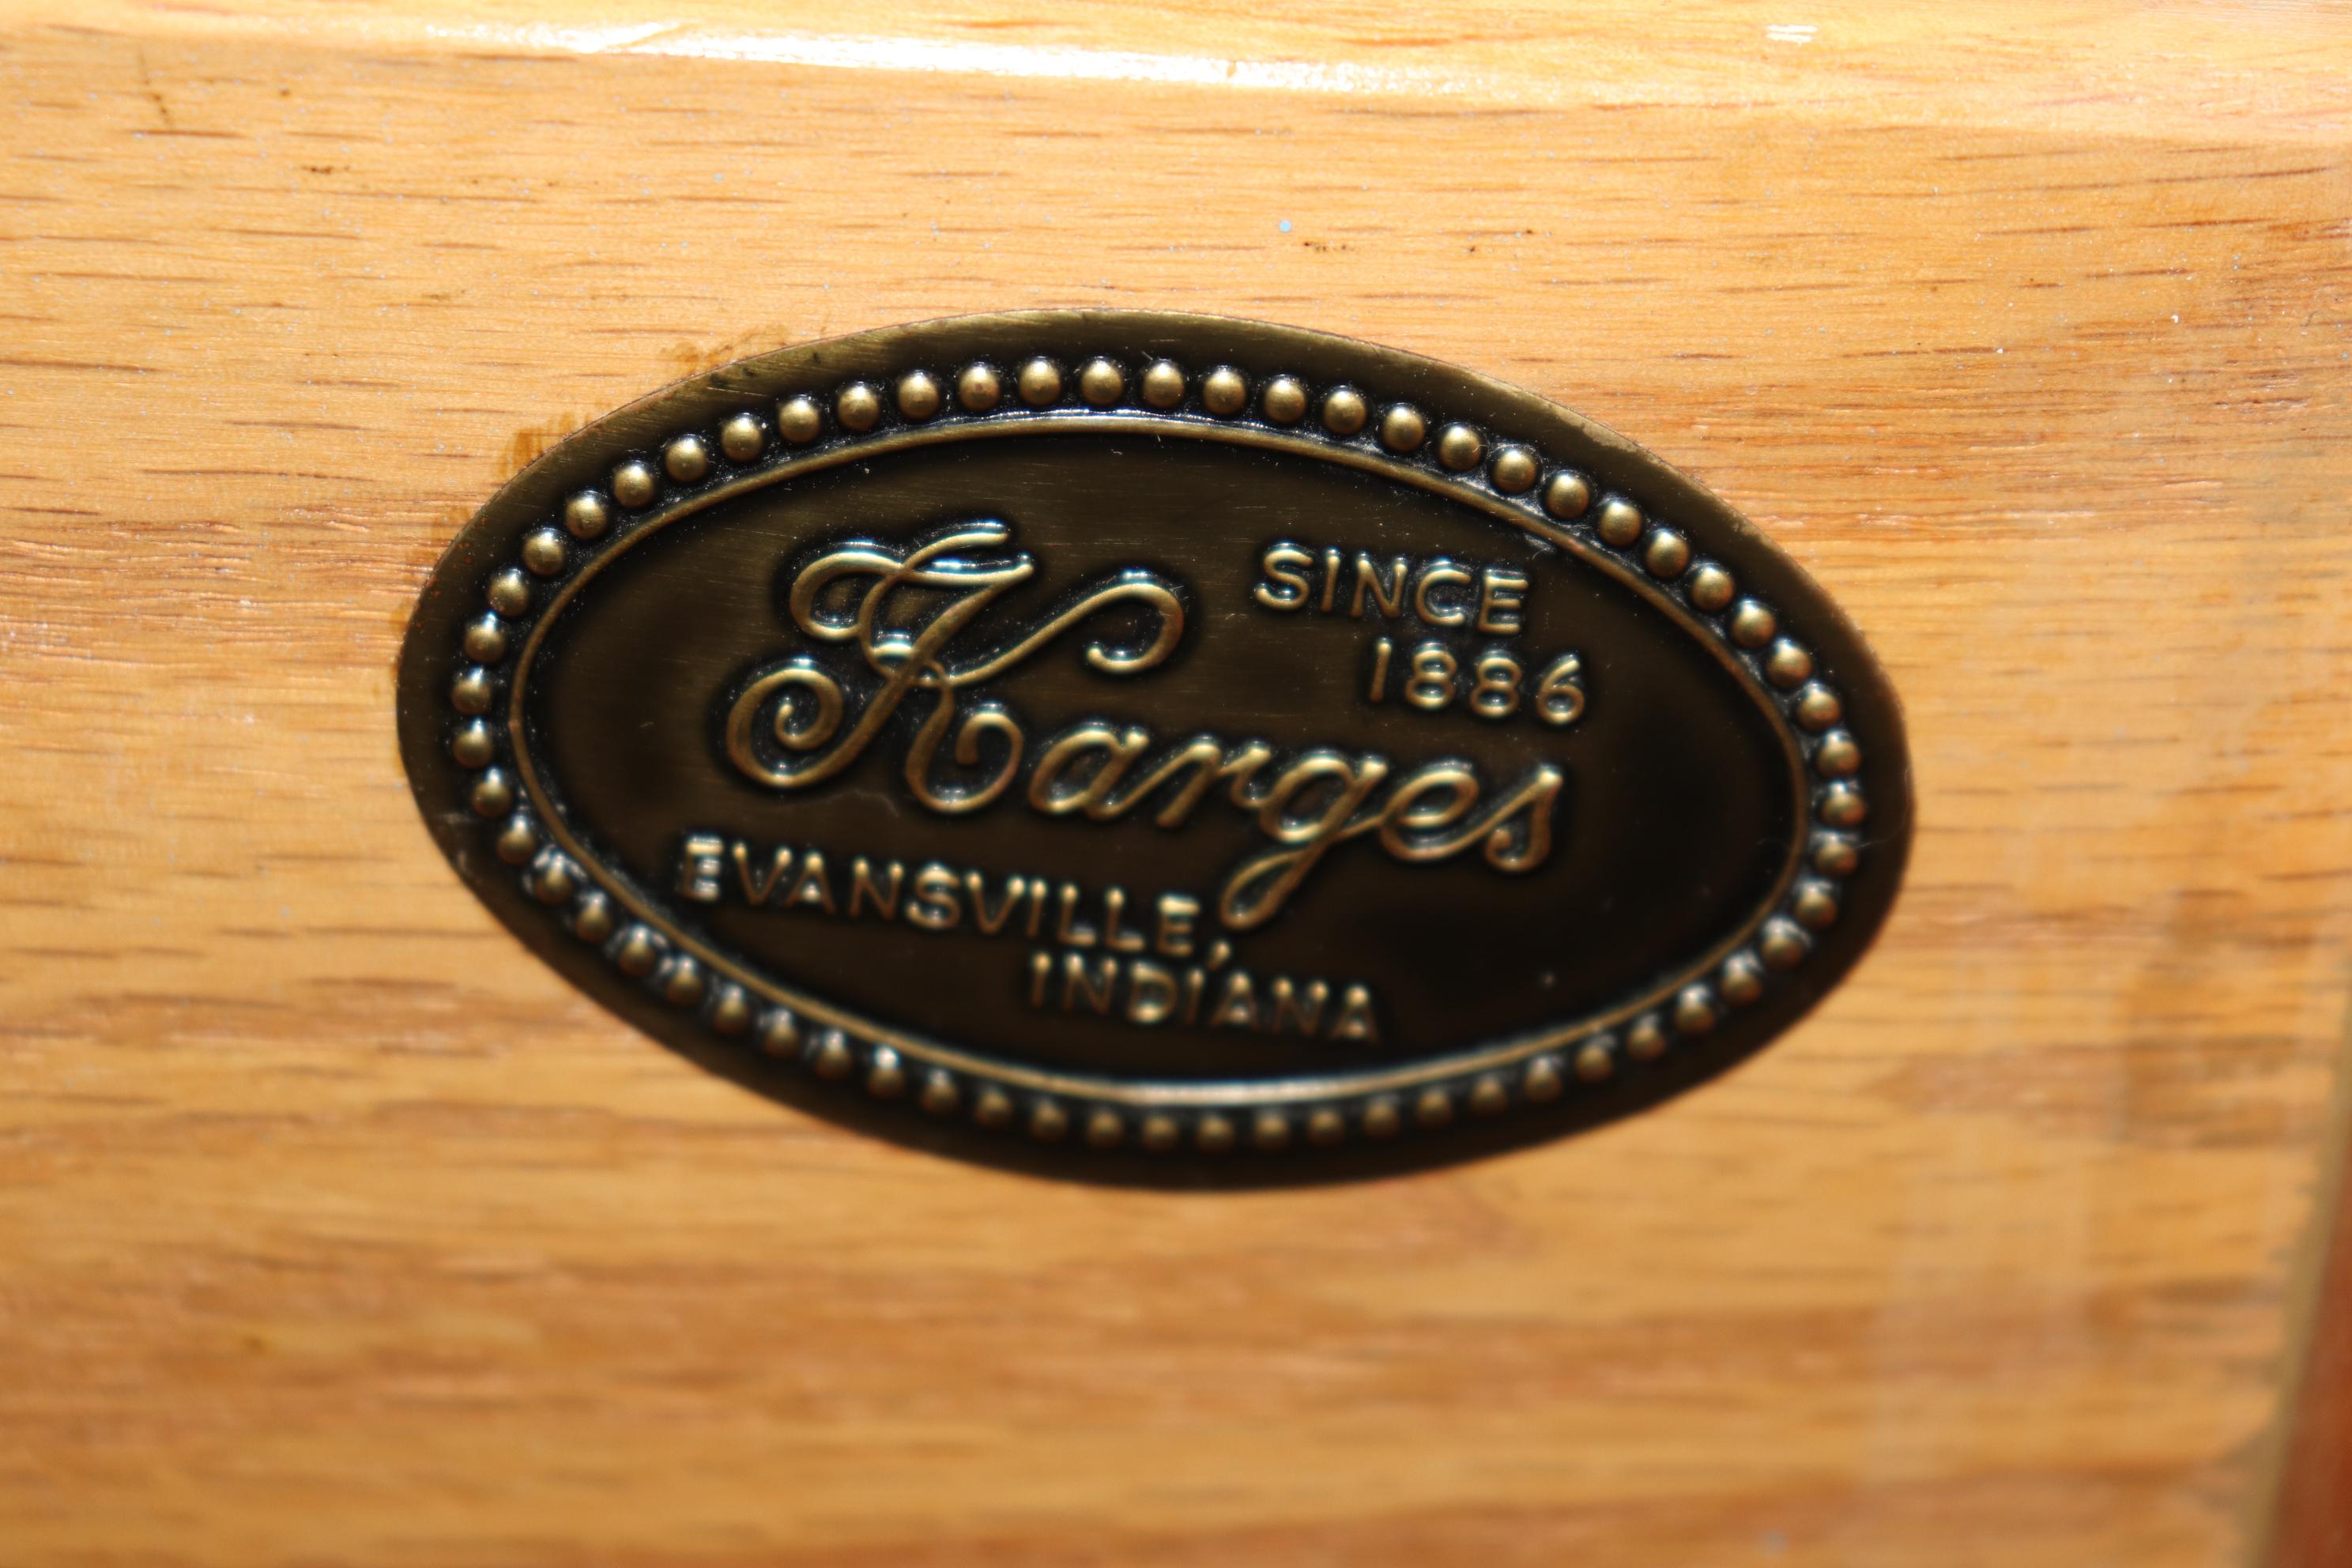 SINCE
1886
Karges
EVANSVILLE,
INDIANA